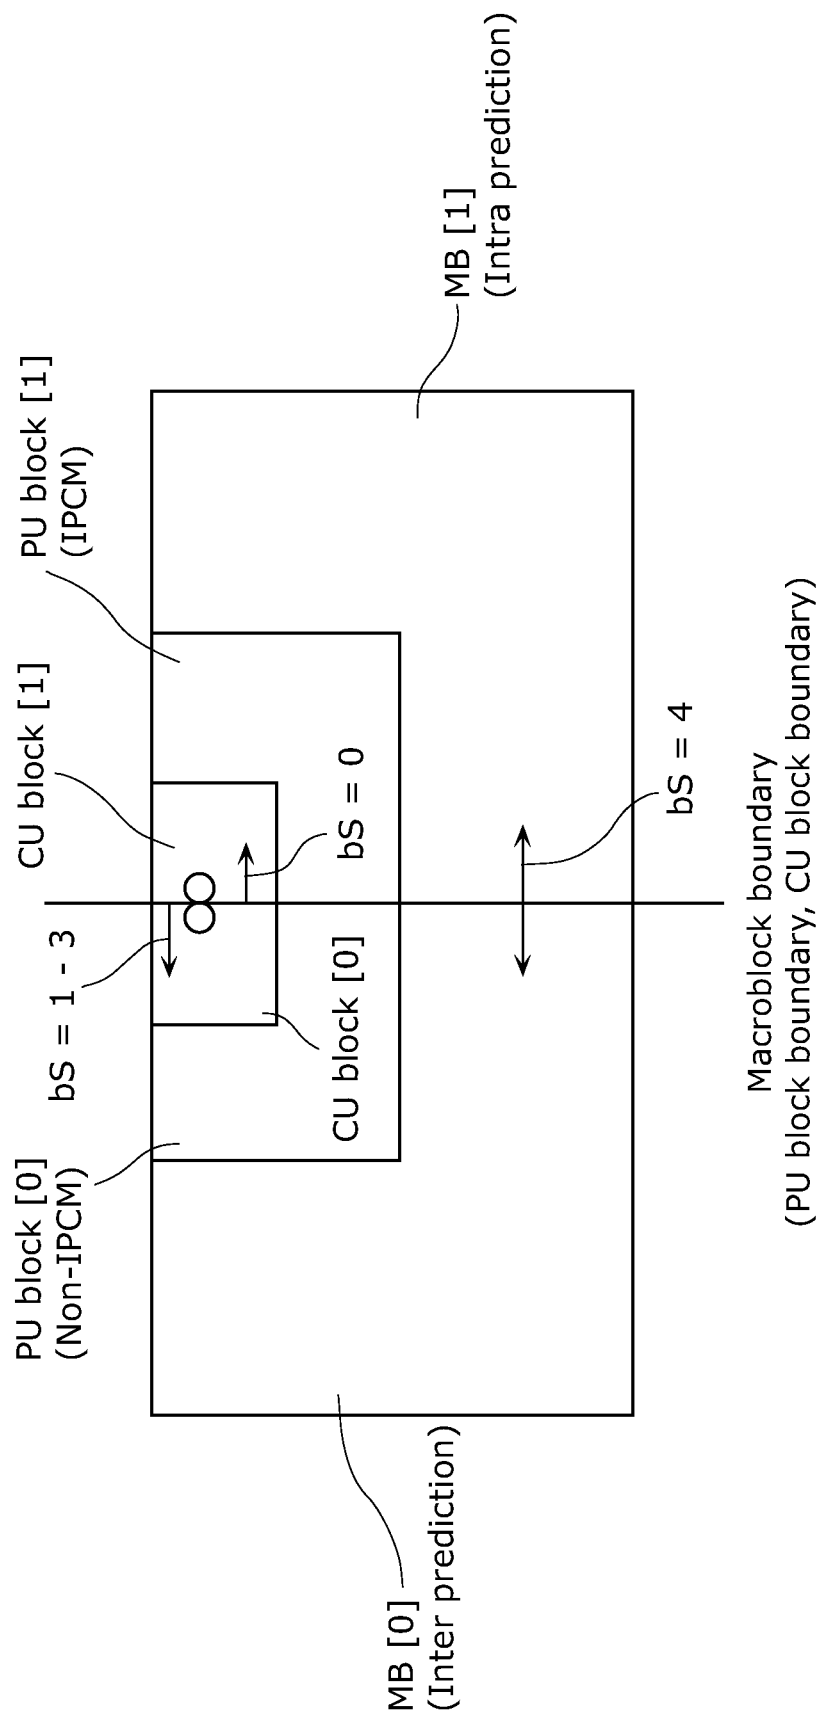 PU block [0]
(Non-IPCM)
bS = 1 - 3
CU block [1]
PU block [1]
(IPCM)
CU block [0]
bS = 0
MB [0]
(Inter prediction)
MB [1]
(Intra prediction)
bS = 4
Macroblock boundary
(PU block boundary, CU block boundary)